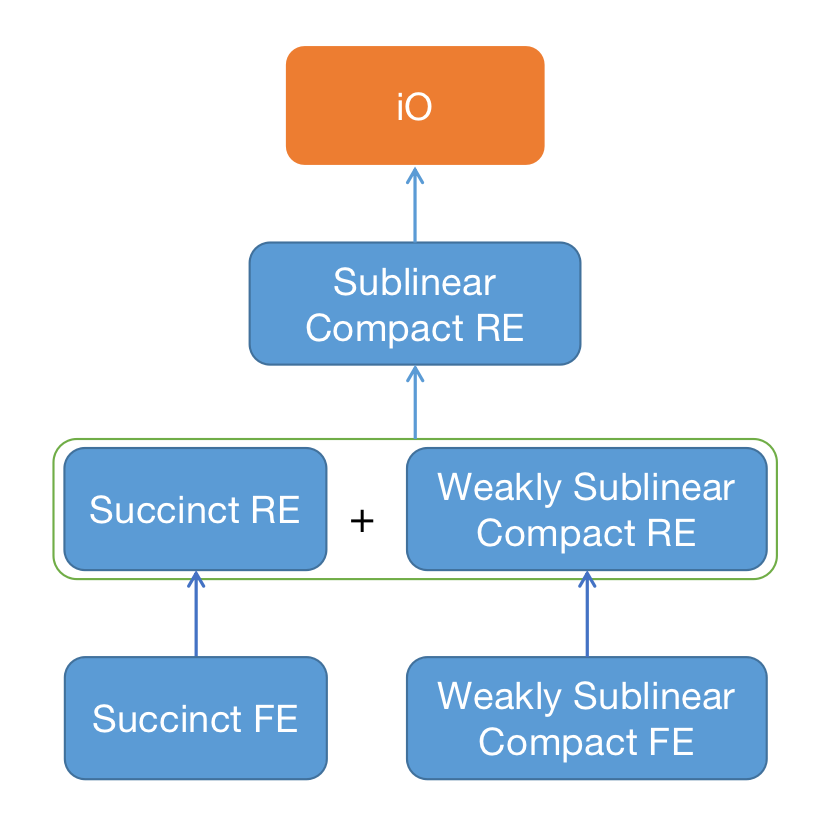 iO
Sublinear
Compact RE
Succinct RE
+
Weakly Sublinear
Compact RE
Succinct FE
Weakly Sublinear
Compact FE